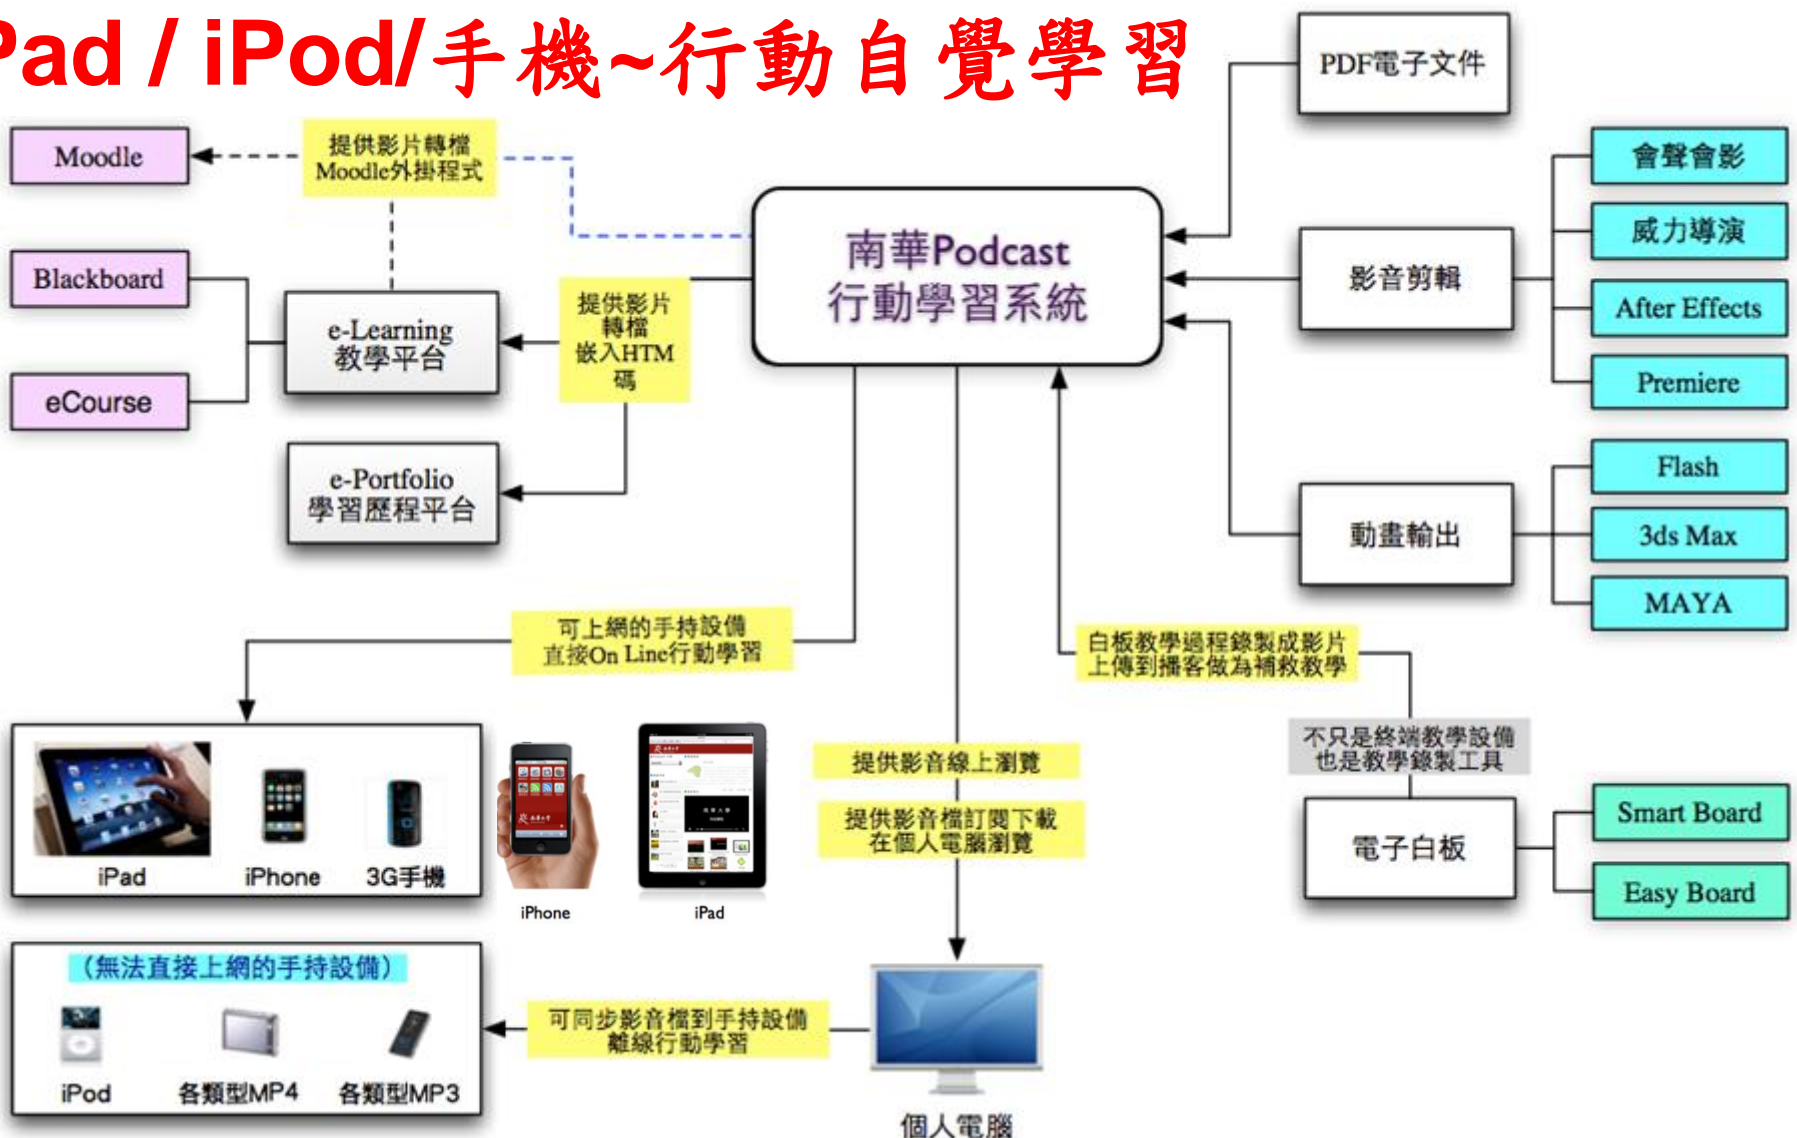 Pad / iPod/手機~行動自覺學習
PDF電子文件
Moodle
提供影片轉檔
Moodle外掛程式
會聲會影
威力導演
After Effects
Premiere
影音剪輯
南華Podcast
行動學習系統
Blackboard
eCourse
e-Learning
教學平台
提供影片
轉檔
嵌入HTM
碼
e-Portfolio
學習歷程平台
Flash
3ds Max
MAYA
動畫輸出
可上網的手持設備
直接On Line行動學習
白板教學過程錄製成影片
上傳到播客做為補救教學
不只是終端教學設備
也是教學錄製工具
提供影音線上瀏覽
提供影音檔訂閱下載
在個人電腦瀏覽
iPad
iPhone
3G手機
iPhone
iPad
電子白板
Smart Board
Easy Board
(無法直接上網的手持設備)
iPod
各類型MP4
各類型MP3
可同步影音檔到手持設備
離線行動學習
個人電腦